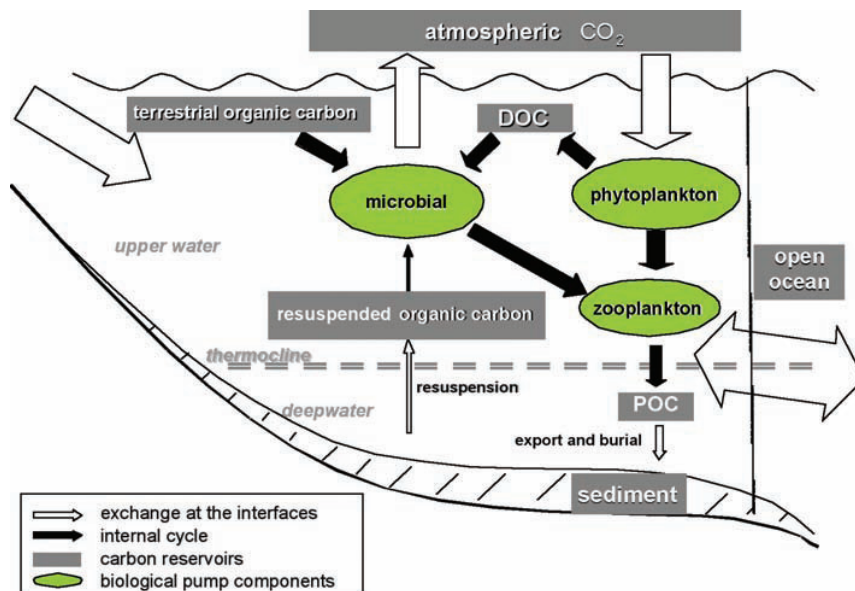 atmospheric CO2
terrestrial organic carbon
DOC
microbial
phytoplankton
upper water
open
ocean
resuspended organic carbon
zooplankton
thermocline
resuspension
deepwater
POC
export and burial
sediment
exchange at the interfaces
internal cycle
carbon reservoirs
biological pump components